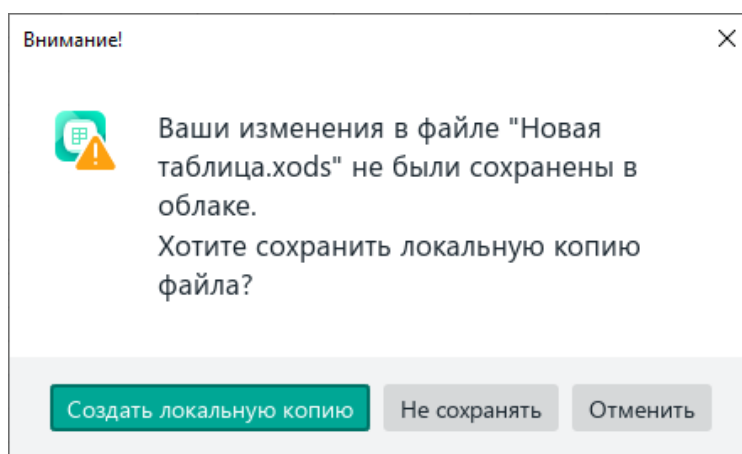 Внимание!
Ваши изменения в файле "Новая
таблица.xods" не были сохранены в
облаке.
Хотите сохранить локальную копию
файла?
Создать локальную копию Не сохранять Отменить